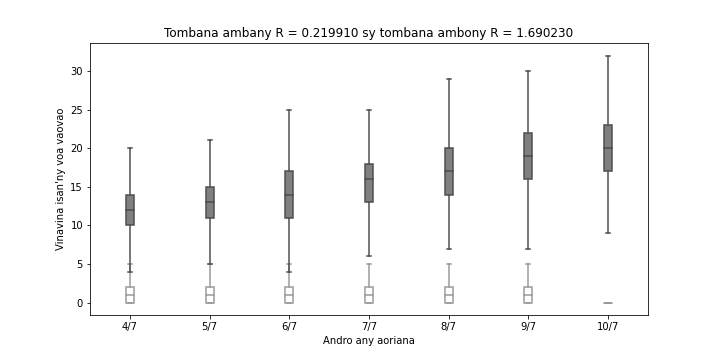 Tombana ambany R = 0.219910 sy tombana ambony R = 1.690230
Vinavina isan'ny voa vaovao
30
25
20
15
10
5
0
4/7 5/7 6/7 7/7 8/7 9/7 10/7
Andro any aoriana